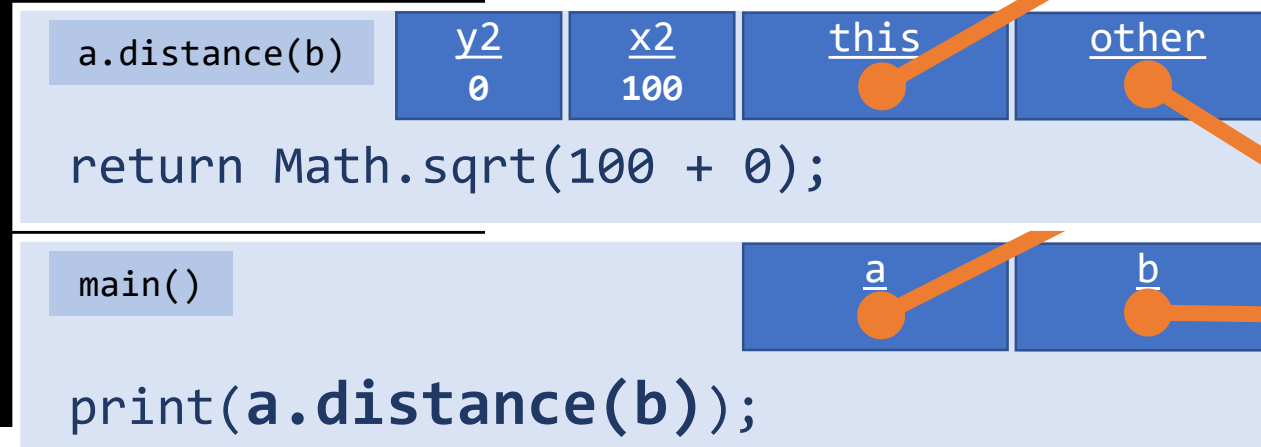 a.distance(b) y2 x2 this other
0 100
return Math.sqrt(100 + 0);
main() a b
print(a.distance(b));